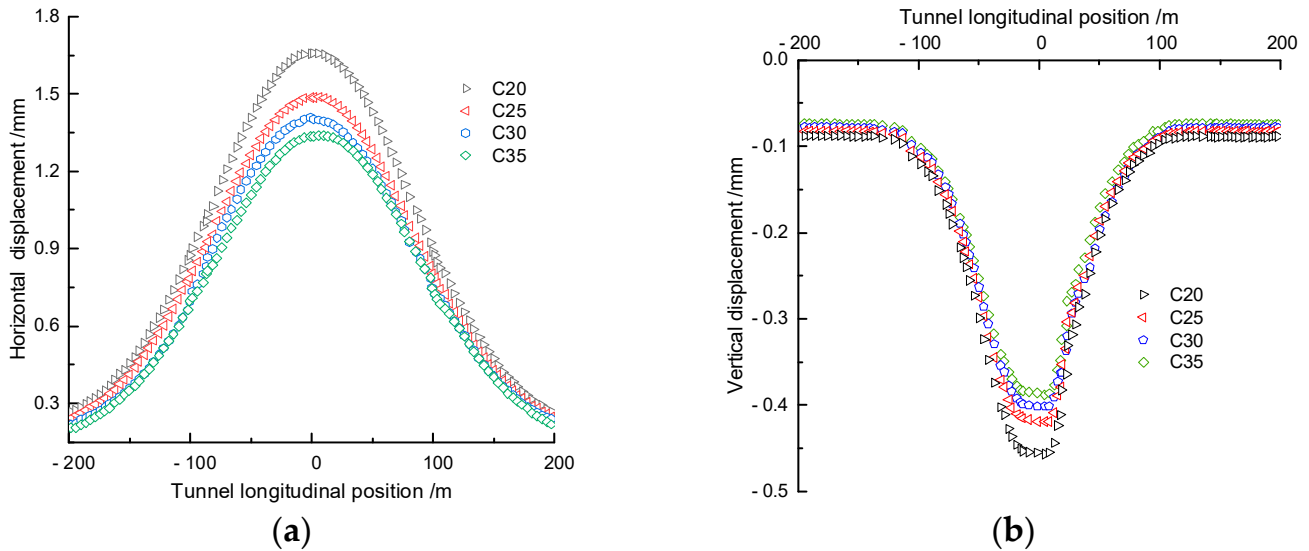 1.8
1.5
1.2
0.9
0.6
0.3
Horizontal displacement /mm
C20
C25
C30
C35
- 200 - 100 0 100 200
Tunnel longitudinal position /m
(a)
Tunnel longitudinal position /m
- 200 - 100 0 100 200
0.0
- 0.1
- 0.2
- 0.3
- 0.4
- 0.5
Vertical displacement /mm
C20
C25
C30
C35
(b)